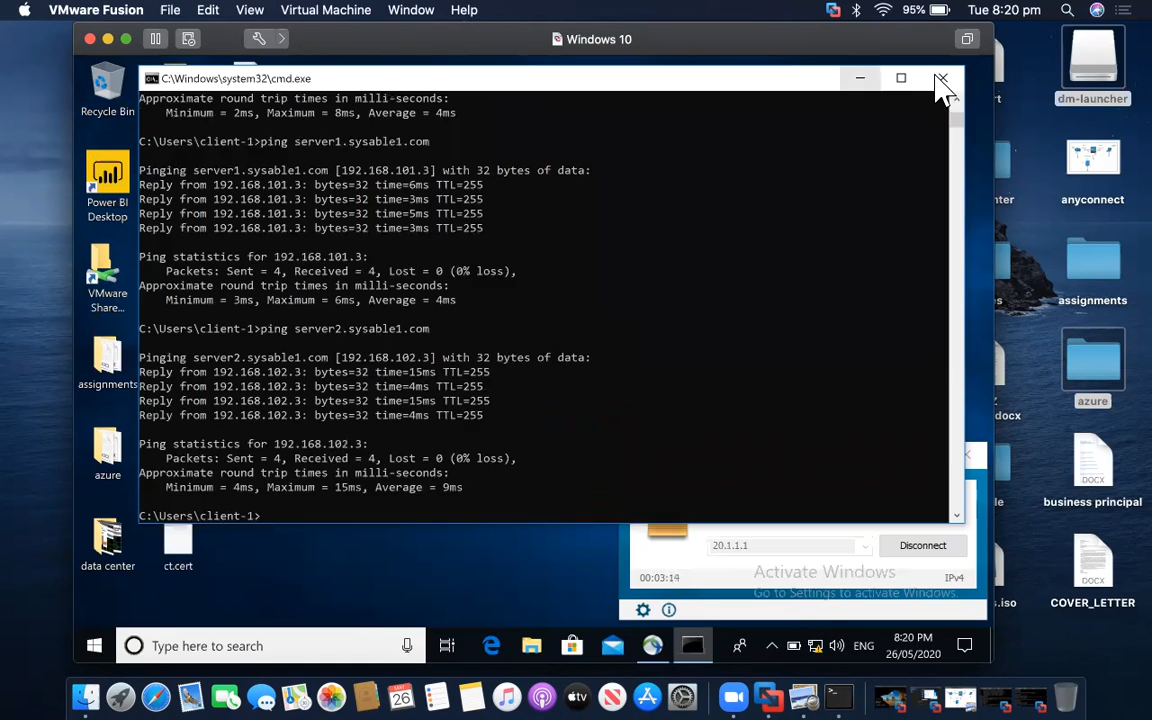 VMware Fusion File Edit View Virtual Machine Window Help
95% Tue 8:20 pm
Windows 10
C:\Windows\system32\cmd.exe
Approximate round trip times in milli-seconds:
    Minimum = 2ms, Maximum = 8ms, Average = 4ms
C:\Users\client-1>ping server1.sysable1.com
Pinging server1.sysable1.com [192.168.101.3] with 32 bytes of data:
Reply from 192.168.101.3: bytes=32 time=6ms TTL=255
Reply from 192.168.101.3: bytes=32 time=3ms TTL=255
Reply from 192.168.101.3: bytes=32 time=5ms TTL=255
Reply from 192.168.101.3: bytes=32 time=3ms TTL=255
Ping statistics for 192.168.101.3:
    Packets: Sent = 4, Received = 4, Lost = 0 (0% loss),
Approximate round trip times in milli-seconds:
    Minimum = 3ms, Maximum = 6ms, Average = 4ms
C:\Users\client-1>ping server2.sysable1.com
Pinging server2.sysable1.com [192.168.102.3] with 32 bytes of data:
Reply from 192.168.102.3: bytes=32 time=15ms TTL=255
Reply from 192.168.102.3: bytes=32 time=4ms TTL=255
Reply from 192.168.102.3: bytes=32 time=15ms TTL=255
Reply from 192.168.102.3: bytes=32 time=4ms TTL=255
Ping statistics for 192.168.102.3:
    Packets: Sent = 4, Received = 4, Lost = 0 (0% loss),
Approximate round trip times in milli-seconds:
    Minimum = 4ms, Maximum = 15ms, Average = 9ms
C:\Users\client-1>
Recycle Bin
Power BI
Desktop
VMware
Share...
assignments
azure
data center
ct.cert
20.1.1.1 Disconnect
00:03:14 IPv4
Activate Windows
Go to Settings to activate Windows.
Type here to search
ENG
8:20 PM
26/05/2020
dm-launcher
anyconnect
assignments
azure
DOCX
business principal
DOCX
COVER_LETTER
rt
nter
es
Z
docx
le
s.iso
MAY
26
tv